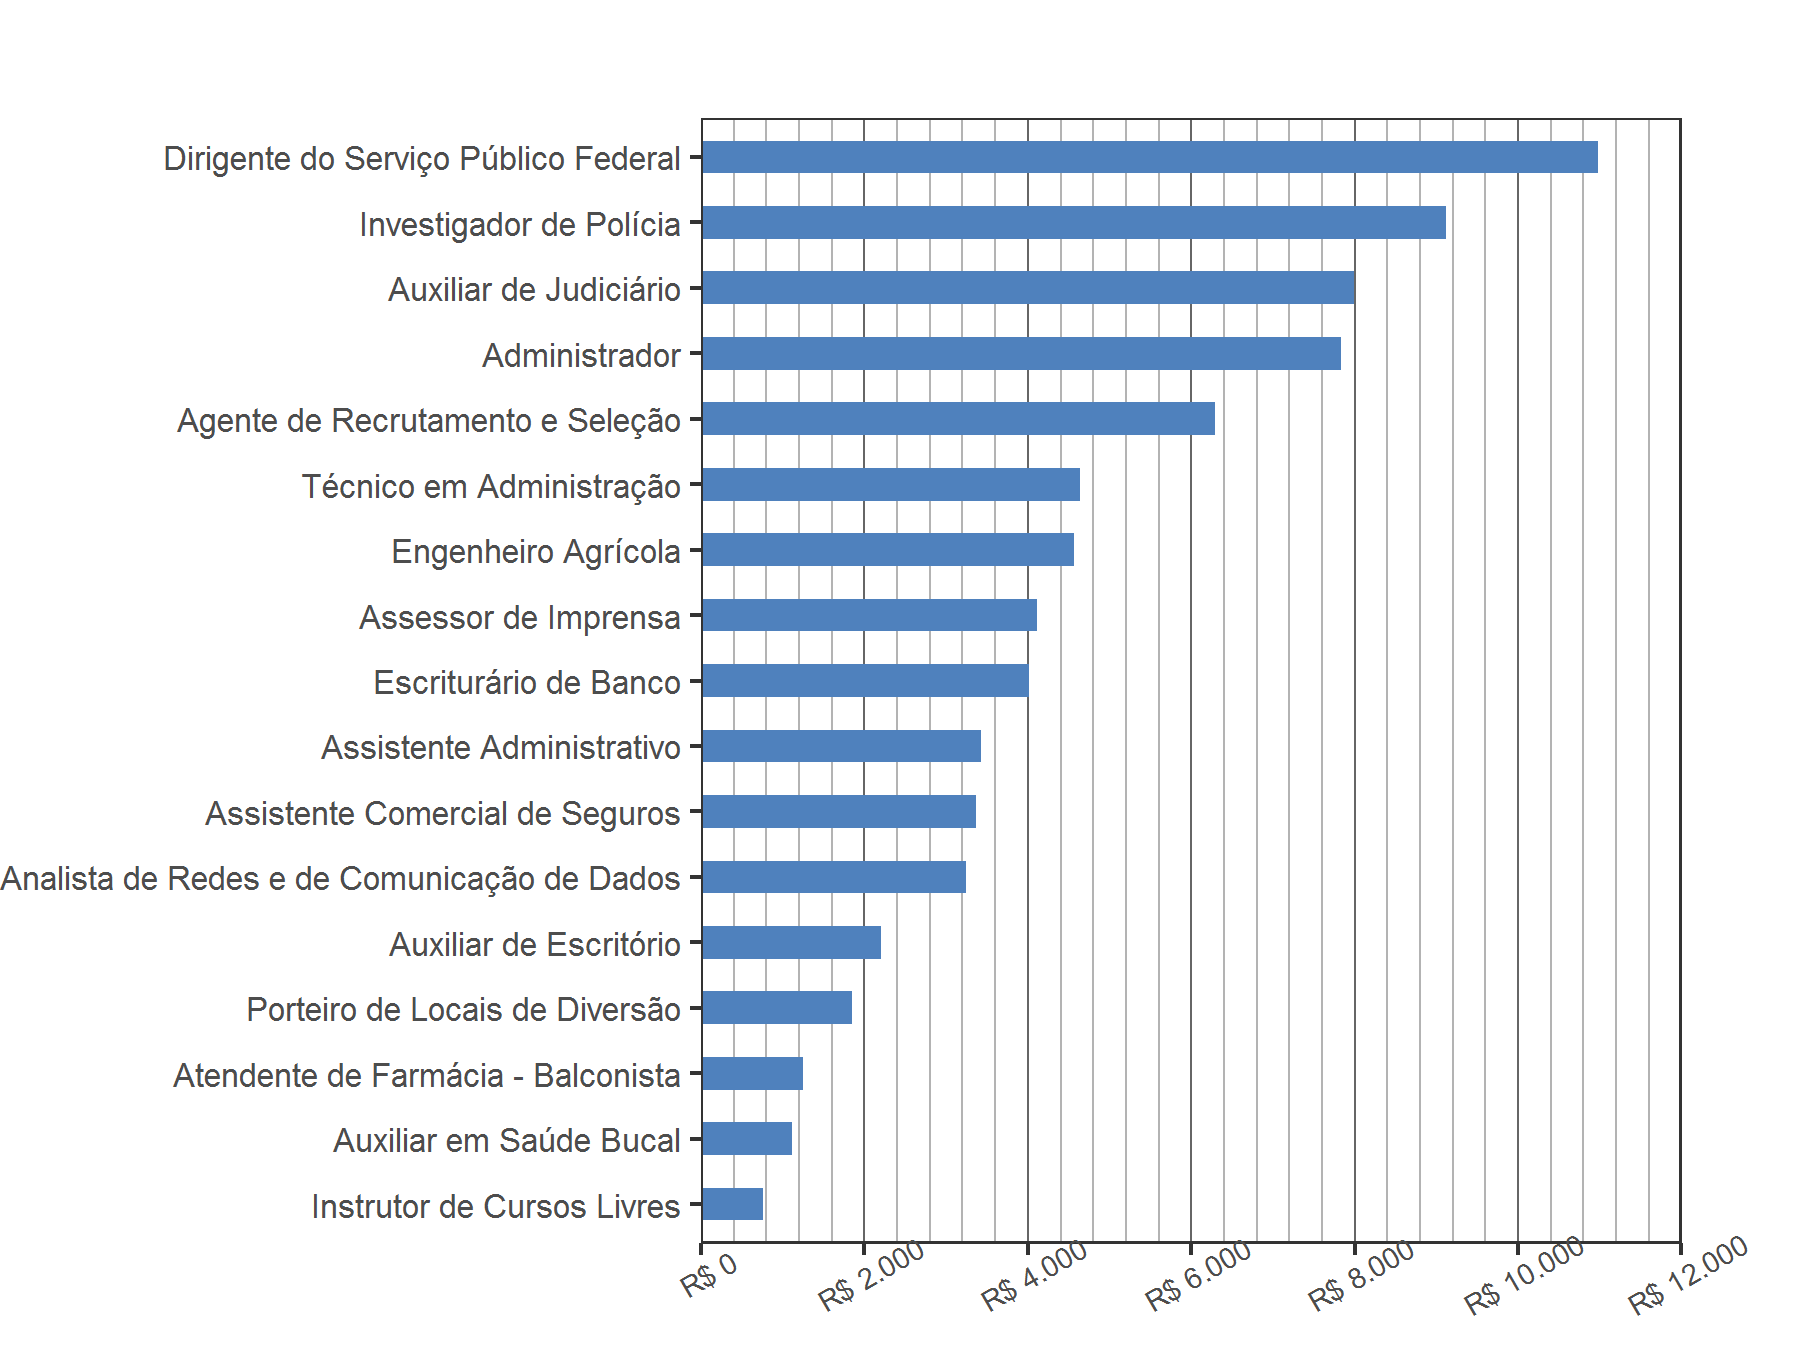 Dirigente do Serviço Público Federal
Investigador de Polícia
Auxiliar de Judiciário
Administrador
Agente de Recrutamento e Seleção
Técnico em Administração
Engenheiro Agrícola
Assessor de Imprensa
Escriturário de Banco
Assistente Administrativo
Assistente Comercial de Seguros
Analista de Redes e de Comunicação de Dados
Auxiliar de Escritório
Porteiro de Locais de Diversão
Atendente de Farmácia - Balconista
Auxiliar em Saúde Bucal
Instrutor de Cursos Livres
R$ 0
R$ 2.000
R$ 4.000
R$ 6.000
R$ 8.000
R$ 10.000
R$ 12.000